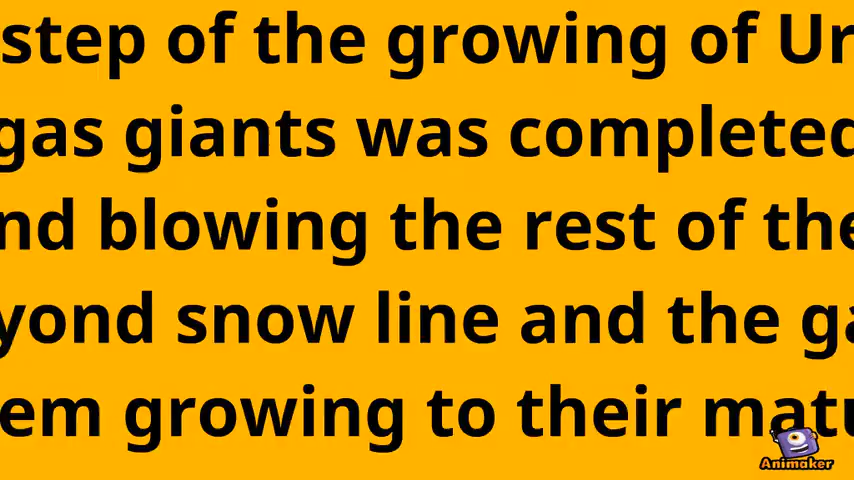 step of the growing of Ur
gas giants was completed
nd blowing the rest of the
yond snow line and the ga
em growing to their matu
Animaker